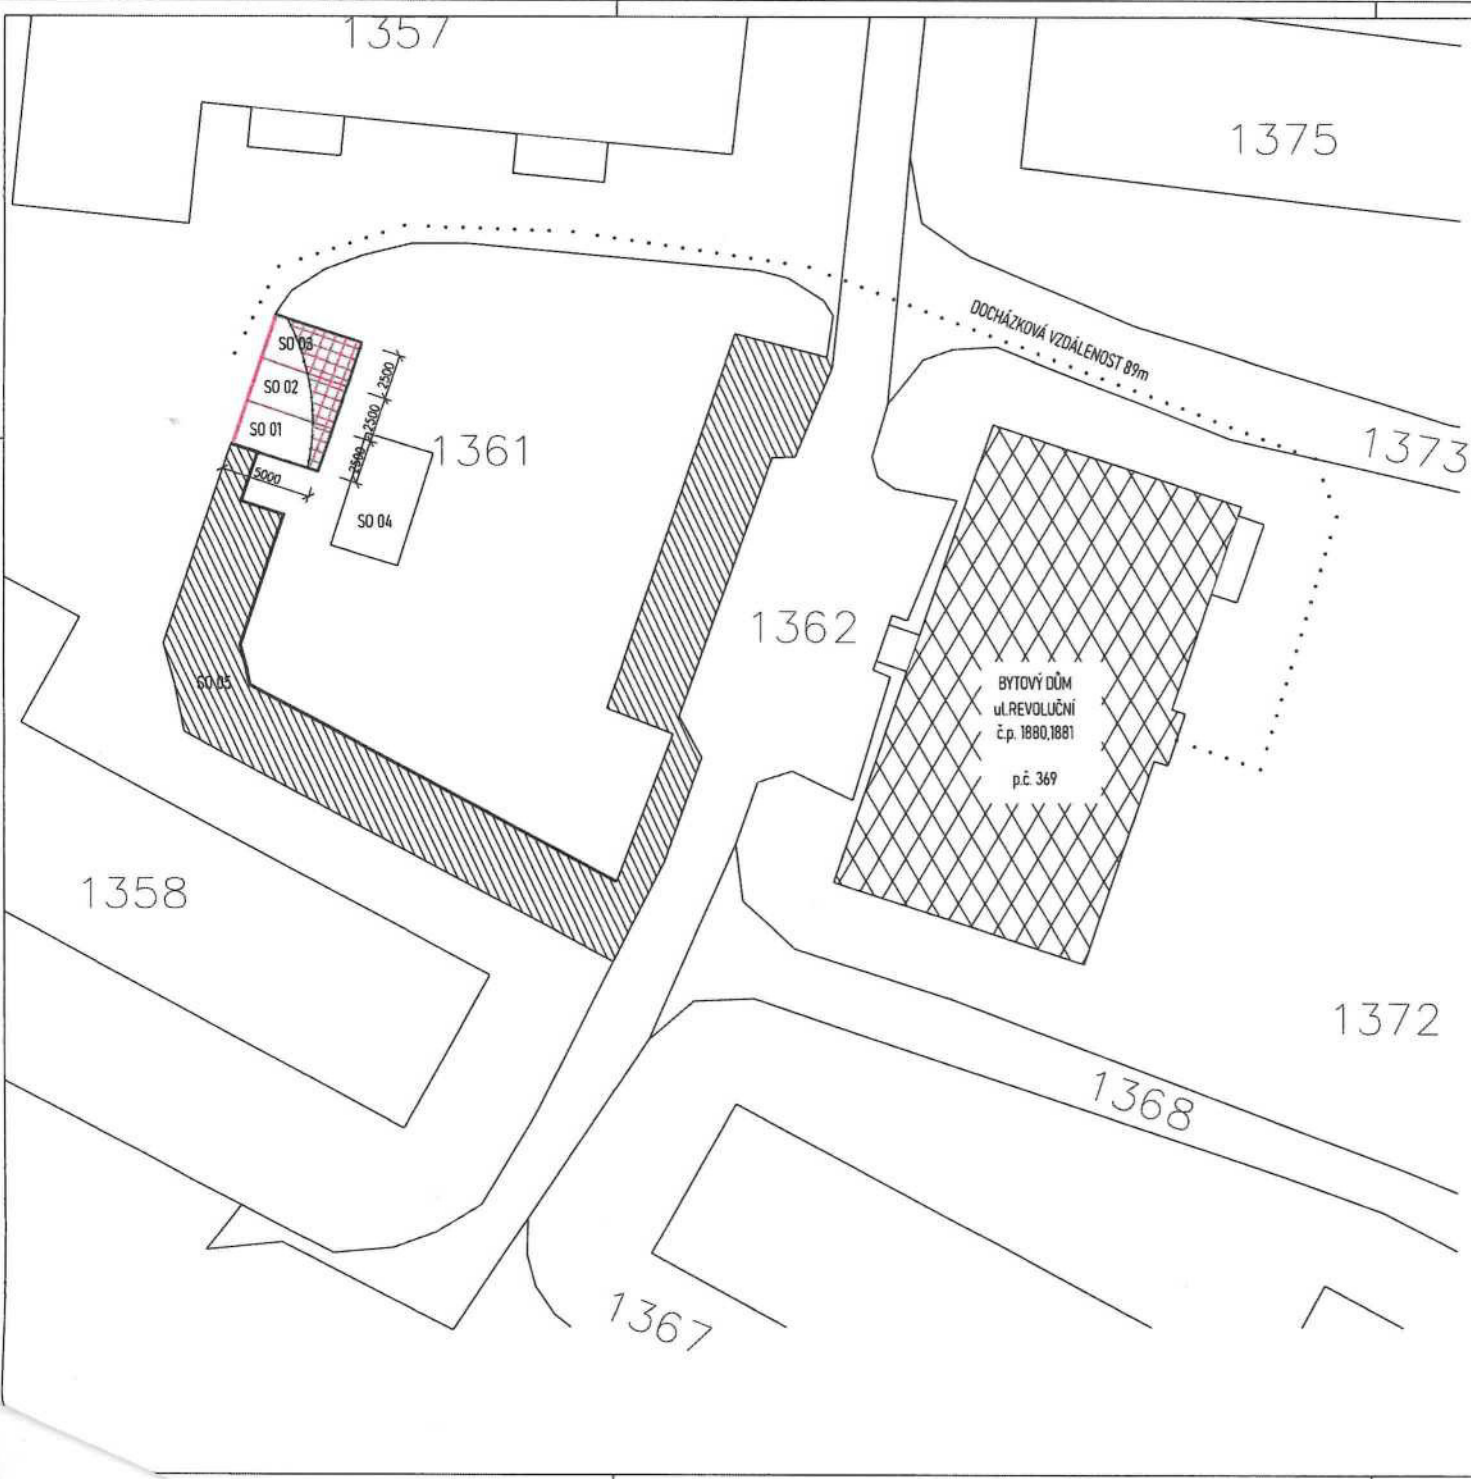 1357
1375
DOCHÁZKOVÁ VZDÁLENOST 89m
SO 03
SO 02
SO 01
2500
2500
2500
5000
1361
1373
SO 04
1362
SO 05
BYTOVÝ DŮM
ul.REVOLUČNÍ
č.p. 1880,1881
p.č. 369
1358
1372
1368
1367